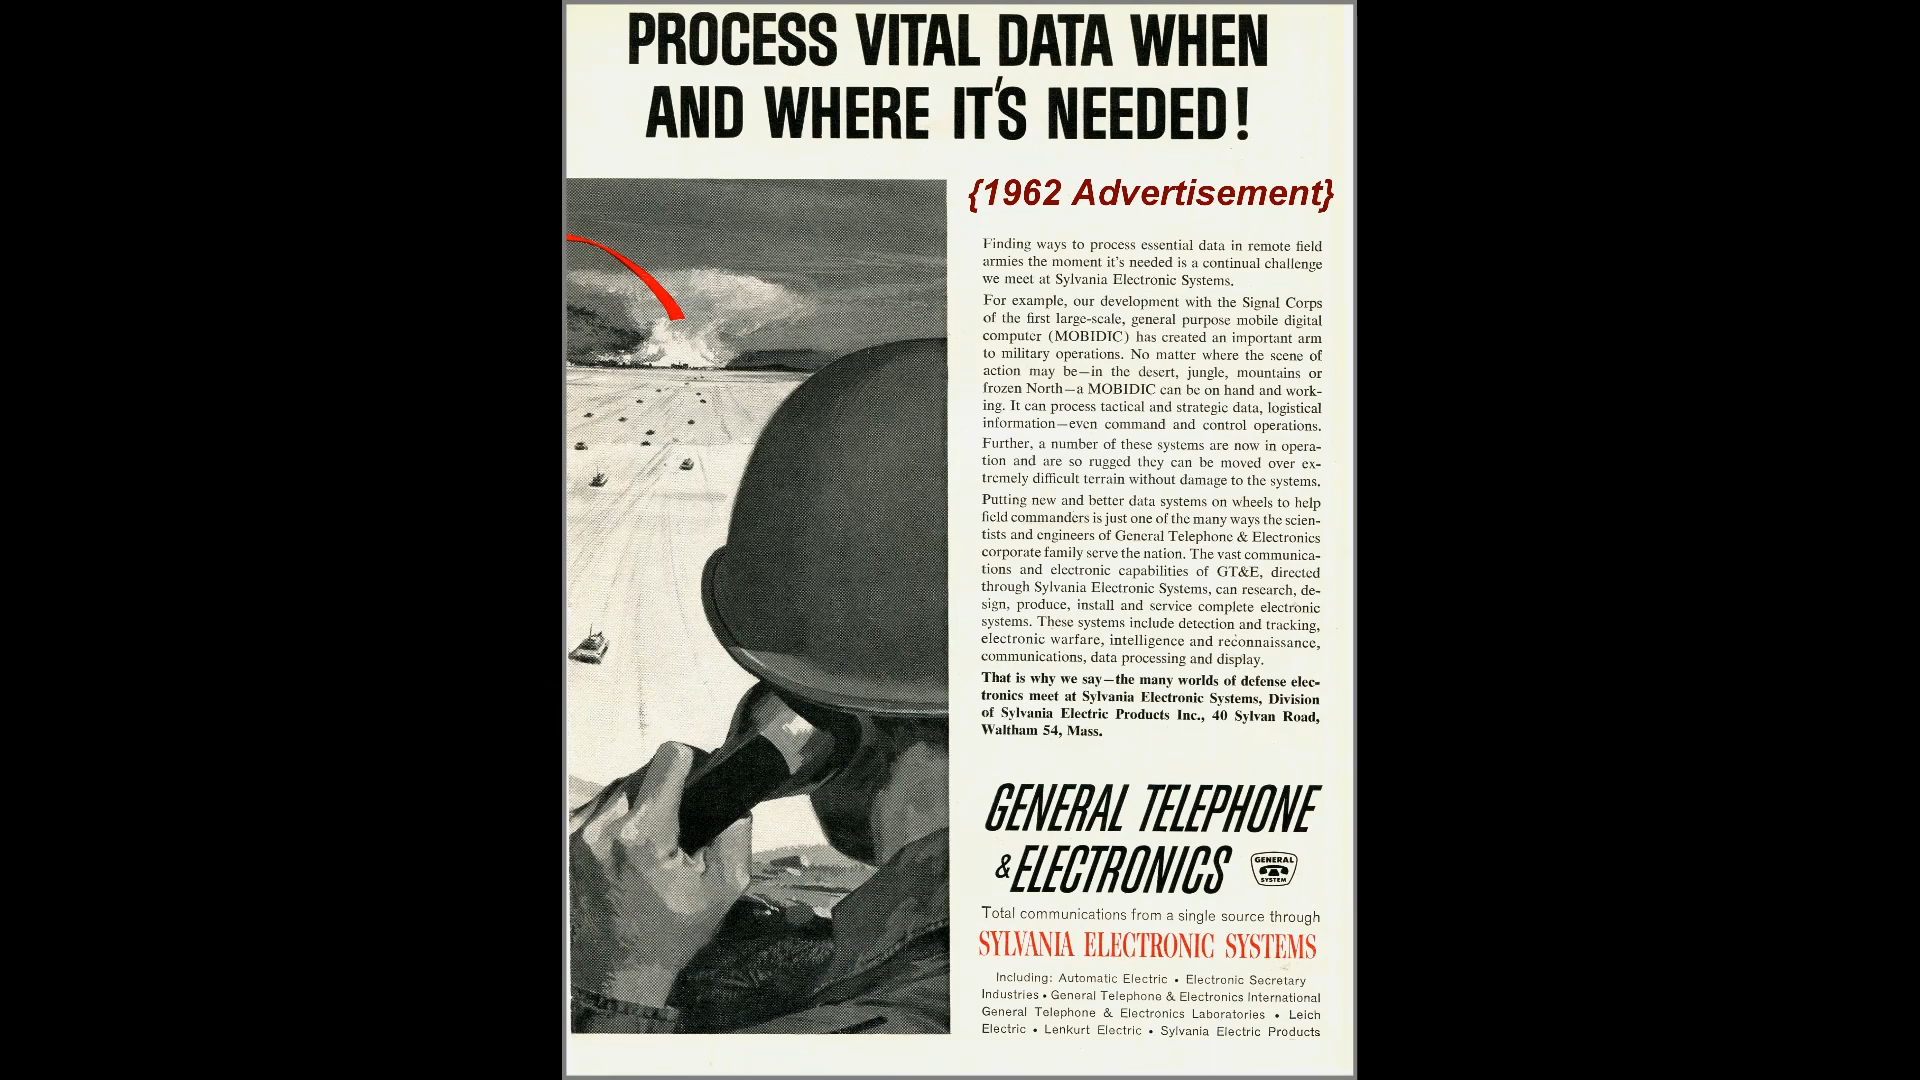 PROCESS VITAL DATA WHEN
AND WHERE IT'S NEEDED!
{1962 Advertisement}
Finding ways to process essential data in remote field
armies the moment it's needed is a continual challenge
we meet at Sylvania Electronic Systems.
For example, our development with the Signal Corps
of the first large-scale, general purpose mobile digital
computer (MOBIDIC) has created an important arm
to military operations. No matter where the scene of
action may be—in the desert, jungle, mountains or
frozen North—a MOBIDIC can be on hand and work-
ing. It can process tactical and strategic data, logistical
information—even command and control operations.
Further, a number of these systems are now in opera-
tion and are so rugged they can be moved over ex-
tremely difficult terrain without damage to the systems.
Putting new and better data systems on wheels to help
field commanders is just one of the many ways the scien-
tists and engineers of General Telephone & Electronics
corporate family serve the nation. The vast communica-
tions and electronic capabilities of GT&E, directed
through Sylvania Electronic Systems, can research, de-
sign, produce, install and service complete electronic
systems. These systems include detection and tracking,
electronic warfare, intelligence and reconnaissance,
communications, data processing and display.
That is why we say—the many worlds of defense elec-
tronics meet at Sylvania Electronic Systems, Division
of Sylvania Electric Products Inc., 40 Sylvan Road,
Waltham 54, Mass.
GENERAL TELEPHONE
& ELECTRONICS
GENERAL
SYSTEM
Total communications from a single source through
SYLVANIA ELECTRONIC SYSTEMS
Including: Automatic Electric • Electronic Secretary
Industries • General Telephone & Electronics International
General Telephone & Electronics Laboratories • Leich
Electric • Lenkurt Electric • Sylvania Electric Products